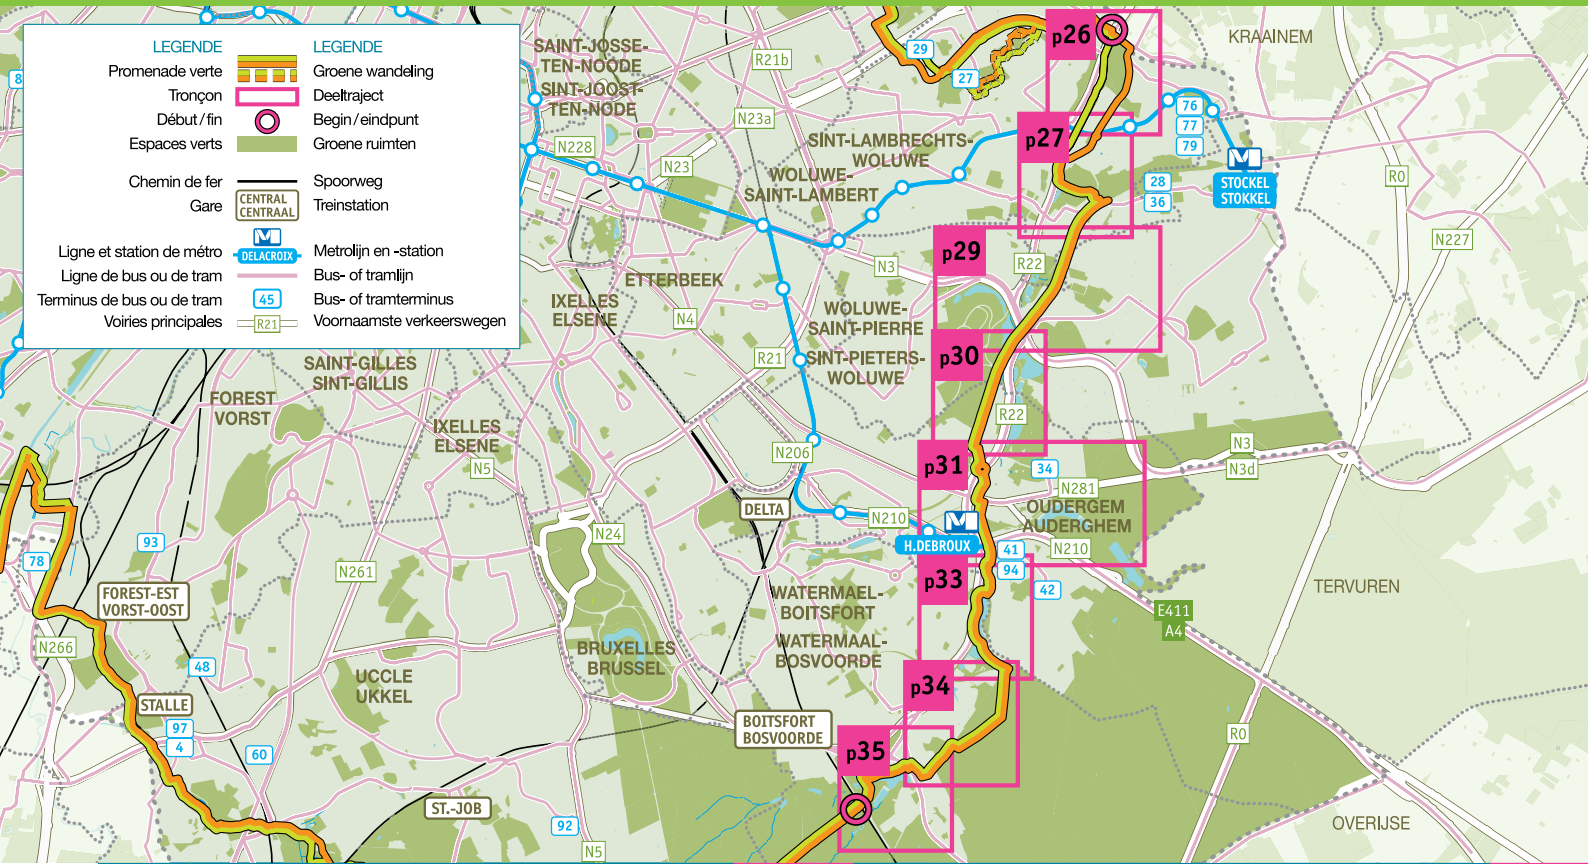 LEGENDE LEGENDE
Promenade verte Groene wandeling
Tronçon Deeltraject
Début / fin Begin / eindpunt
Espaces verts Groene ruimten
Chemin de fer Spoorweg
Gare CENTRAL CENTRAAL Treinstation
Ligne et station de métro DELACROIX Metrolijn en -station
Ligne de bus ou de tram Bus- of tramlijn
Terminus de bus ou de tram 45 Bus- of tramterminus
Voiries principales R21 Voornaamste verkeerswegen
8
SAINT-JOSSE-
TEN-NOODE
SINT-JOOST-
TEN-NODE
R21b
29
27
p26
KRAAINEM
N23a
N228
N23
SINT-LAMBRECHTS-
WOLUWE
WOLUWE-
SAINT-LAMBERT
p27
76
77
79
M
STOCKEL
STOKKEL
28
36
R0
N227
p29
R22
N3
ETTERBEEK
IXELLES
ELSENE
N4
WOLUWE-
SAINT-PIERRE
SINT-PIETERS-
WOLUWE
R21
p30
R22
SAINT-GILLES
SINT-GILLIS
FOREST
VORST
IXELLES
ELSENE
N5
N206
p31
34
N3
N3d
N281
OUDERGEM
AUDERGHEM
N210
DELTA
N210
M
H.DEBROUX
41
94
42
p33
N24
93
78
N261
FOREST-EST
VORST-OOST
WATERMAEL-
BOITSFORT
WATERMAAL-
BOSVOORDE
E411
A4
TERVUREN
N266
48
BRUXELLES
BRUSSEL
UCCLE
UKKEL
p34
STALLE
97
4
60
BOITSFORT
BOSVOORDE
p35
R0
ST.-JOB
92
N5
OVERIJSE